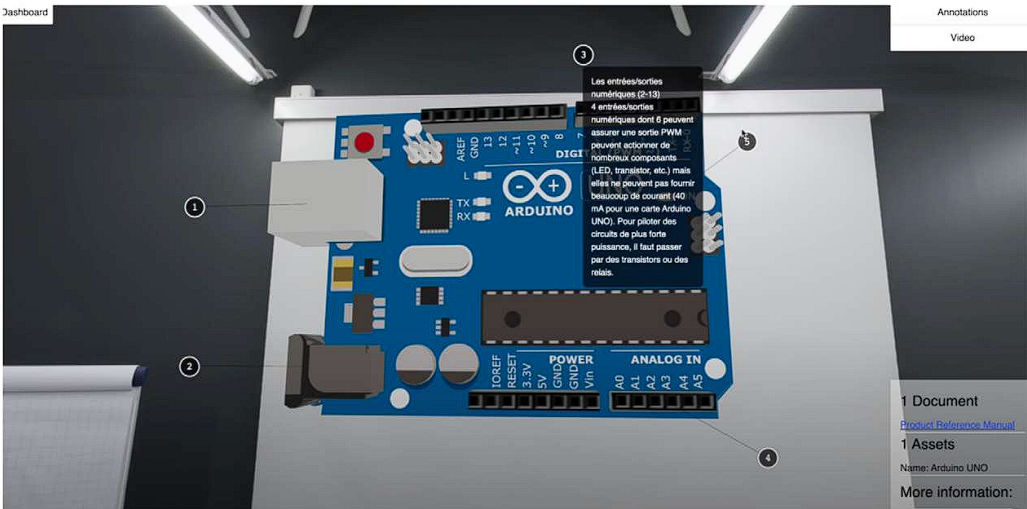 Dashboard
Annotations
Video
3
Les entrées/sorties
numériques (2-13)
4 entrées/sorties
numériques dont 6 peuvent
assurer une sortie PWM
peuvent actionner de
nombreux composants
(LED, transistor, etc.) mais
elles ne peuvent pas fournir
beaucoup de courant (40
mA pour une carte Arduino
UNO). Pour piloter des
circuits de plus forte
puissance, il faut passer
par des transistors ou des
relais.
5
AREF
GND
13
12
~11
~10
~9
8
7
DIGITAL
L
TX
RX
UNO
ARDUINO
1
2
IOREF
RESET
3.3V
5V
GND
GND
Vin
POWER
ANALOG IN
A0
A1
A2
A3
A4
A5
4
1 Document
Product Reference Manual
1 Assets
Name: Arduino UNO
More information: